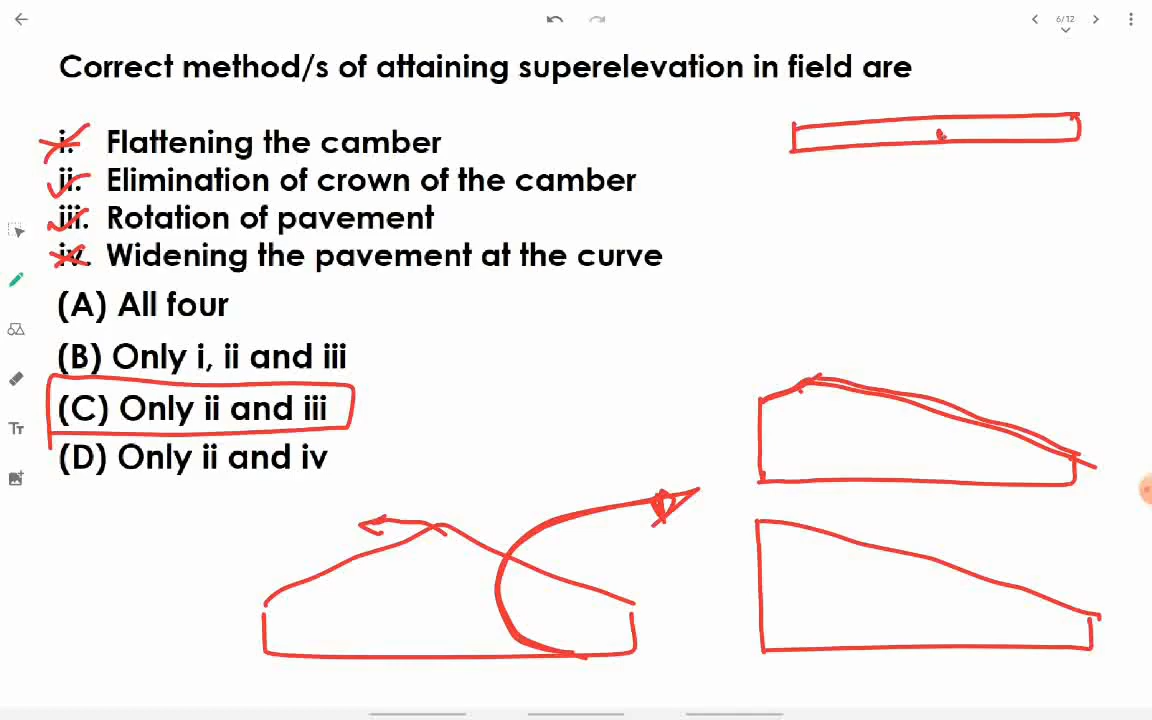 6/12
Correct method/s of attaining superelevation in field are
i. Flattening the camber
ii. Elimination of crown of the camber
iii. Rotation of pavement
iv. Widening the pavement at the curve
(A) All four
(B) Only i, ii and iii
(C) Only ii and iii
(D) Only ii and iv
TT